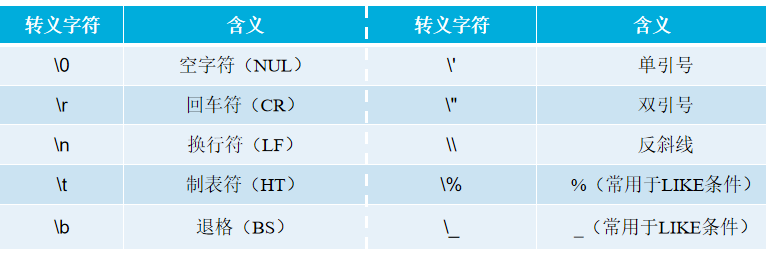 转义字符 含义 转义字符 含义
\0 空字符（NUL） \' 单引号
\r 回车符（CR） \" 双引号
\n 换行符（LF） \\ 反斜线
\t 制表符（HT） \% %（常用于LIKE条件）
\b 退格（BS） \_ _（常用于LIKE条件）